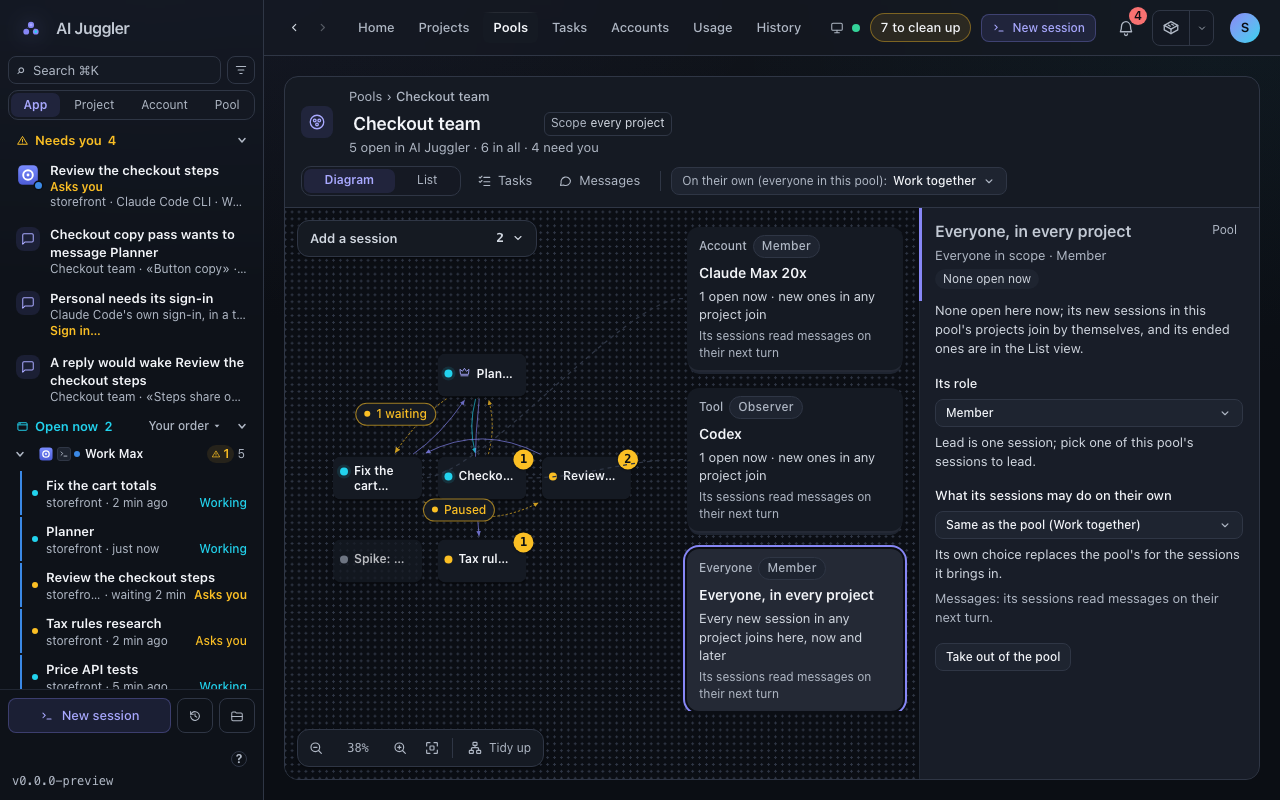 AI Juggler
Search ⌘K
App Project Account Pool
Needs you 4
Review the checkout steps
Asks you
storefront · Claude Code CLI · W...
Checkout copy pass wants to
message Planner
Checkout team · «Button copy» ·...
Personal needs its sign-in
Claude Code's own sign-in, in a t...
Sign in...
A reply would wake Review the
checkout steps
Checkout team · «Steps share o...
Open now 2
Your order
Work Max
1 5
Fix the cart totals
storefront · 2 min ago Working
Planner
storefront · just now Working
Review the checkout steps
storefro... · waiting 2 min Asks you
Tax rules research
storefront · 2 min ago Asks you
Price API tests
storefront · 5 min ago Working
New session
?
v0.0.0-preview
Home Projects Pools Tasks Accounts Usage History
7 to clean up
New session
4
S
Pools › Checkout team
Checkout team
Scope every project
5 open in AI Juggler · 6 in all · 4 need you
Diagram List Tasks Messages
On their own (everyone in this pool): Work together
Add a session 2
Plan...
1 waiting
Fix the
cart...
Checko...
1
Review...
2
Paused
Spike: ...
Tax rul...
1
Account Member
Claude Max 20x
1 open now · new ones in any
project join
Its sessions read messages on
their next turn
Tool Observer
Codex
1 open now · new ones in any
project join
Its sessions read messages on
their next turn
Everyone Member
Everyone, in every project
Every new session in any
project joins here, now and
later
Its sessions read messages on
their next turn
38%
Tidy up
Everyone, in every project
Pool
Everyone in scope · Member
None open now
None open here now; its new sessions in this
pool's projects join by themselves, and its ended
ones are in the List view.
Its role
Member
Lead is one session; pick one of this pool's
sessions to lead.
What its sessions may do on their own
Same as the pool (Work together)
Its own choice replaces the pool's for the sessions
it brings in.
Messages: its sessions read messages on their
next turn.
Take out of the pool